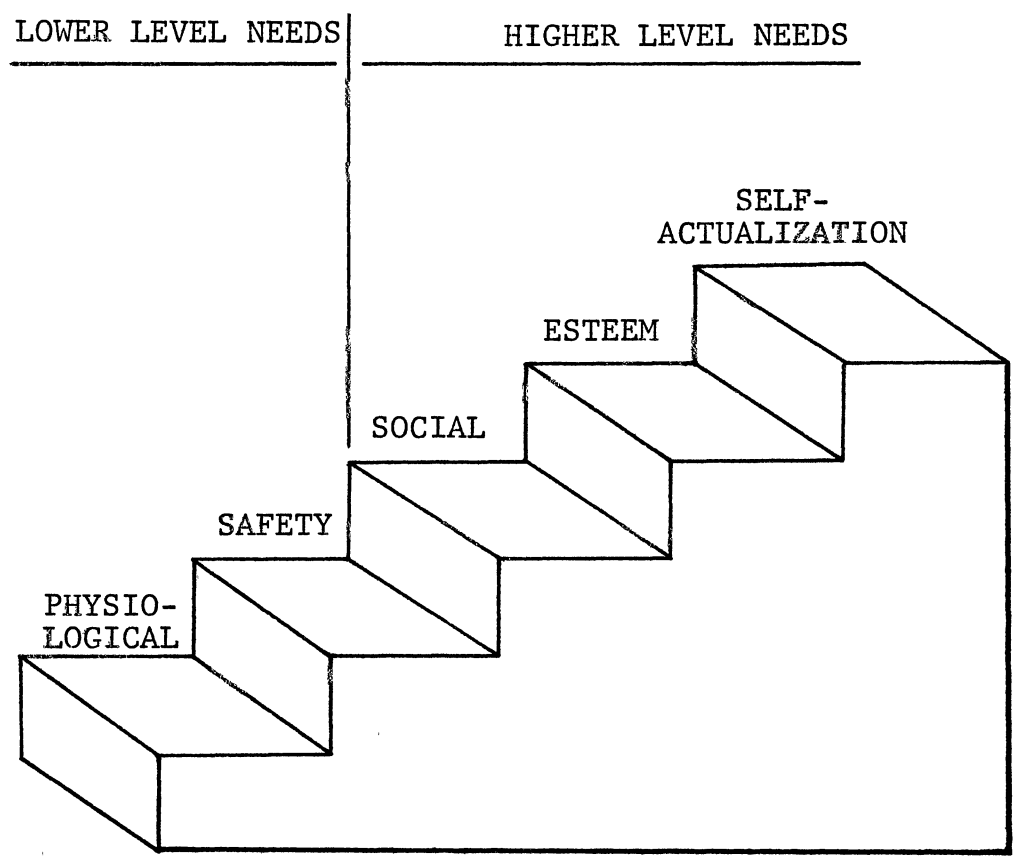 LOWER LEVEL NEEDS
HIGHER LEVEL NEEDS
SELF-
ACTUALIZATION
ESTEEM
SOCIAL
SAFETY
PHYSIO-
LOGICAL